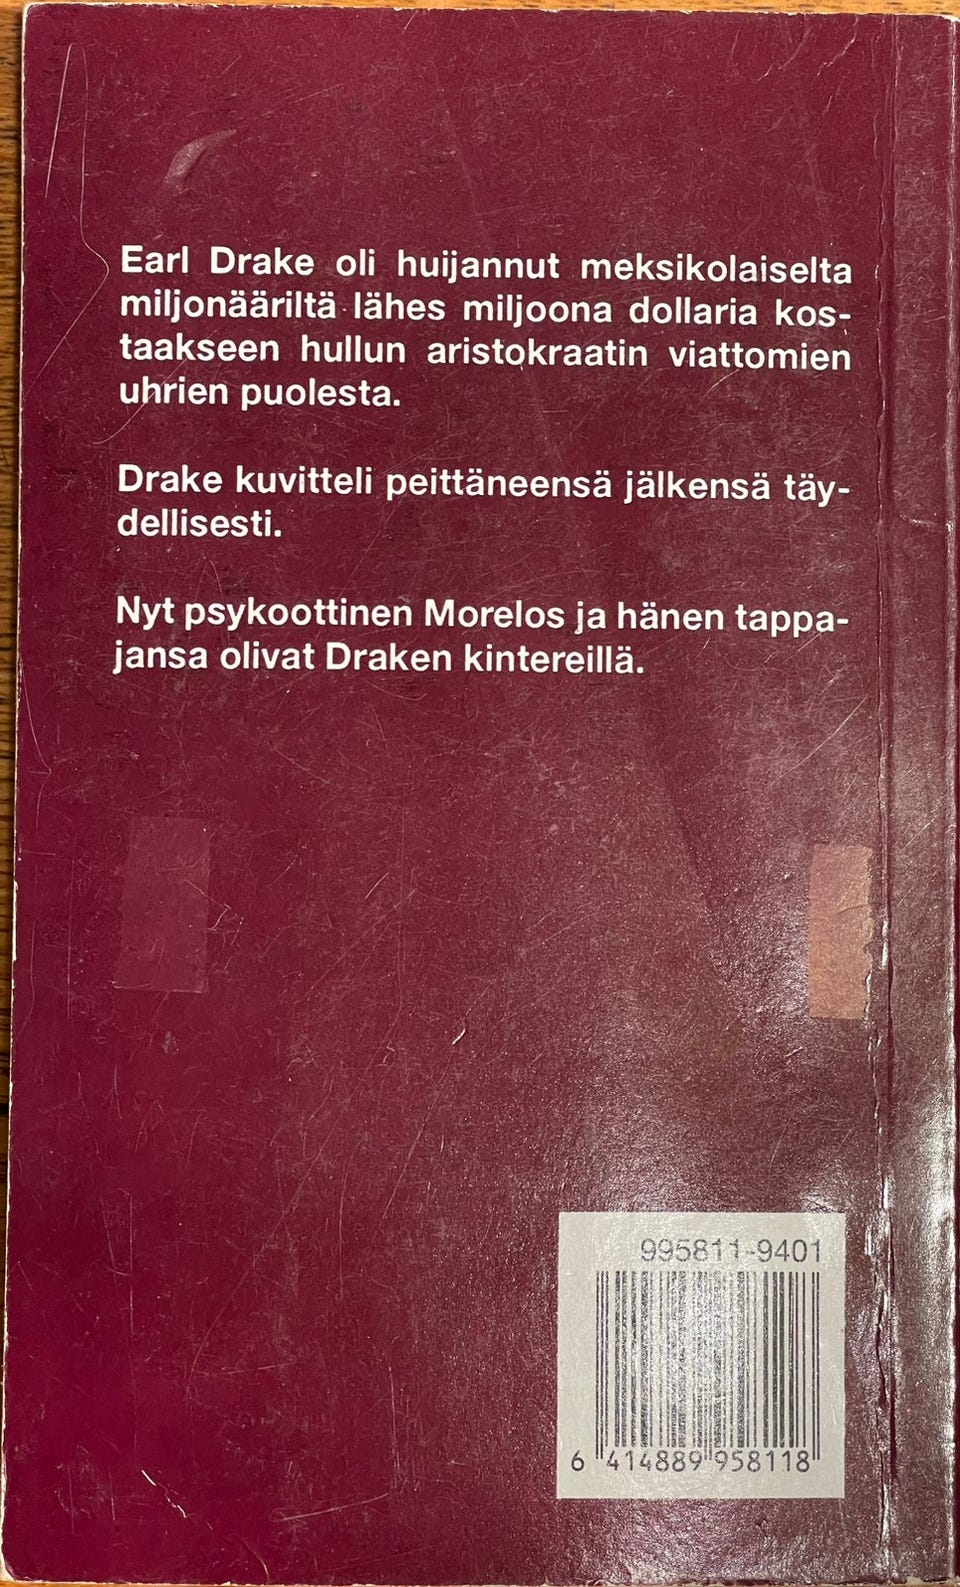 Earl Drake oli huijannut meksikolaiselta
miljonääriltä lähes miljoona dollaria kos-
taakseen hullun aristokraatin viattomien
uhrien puolesta.
Drake kuvitteli peittäneensä jälkensä täy-
dellisesti.
Nyt psykoottinen Morelos ja hänen tappa-
jansa olivat Draken kintereillä.
995811-9401
6 414889 958118